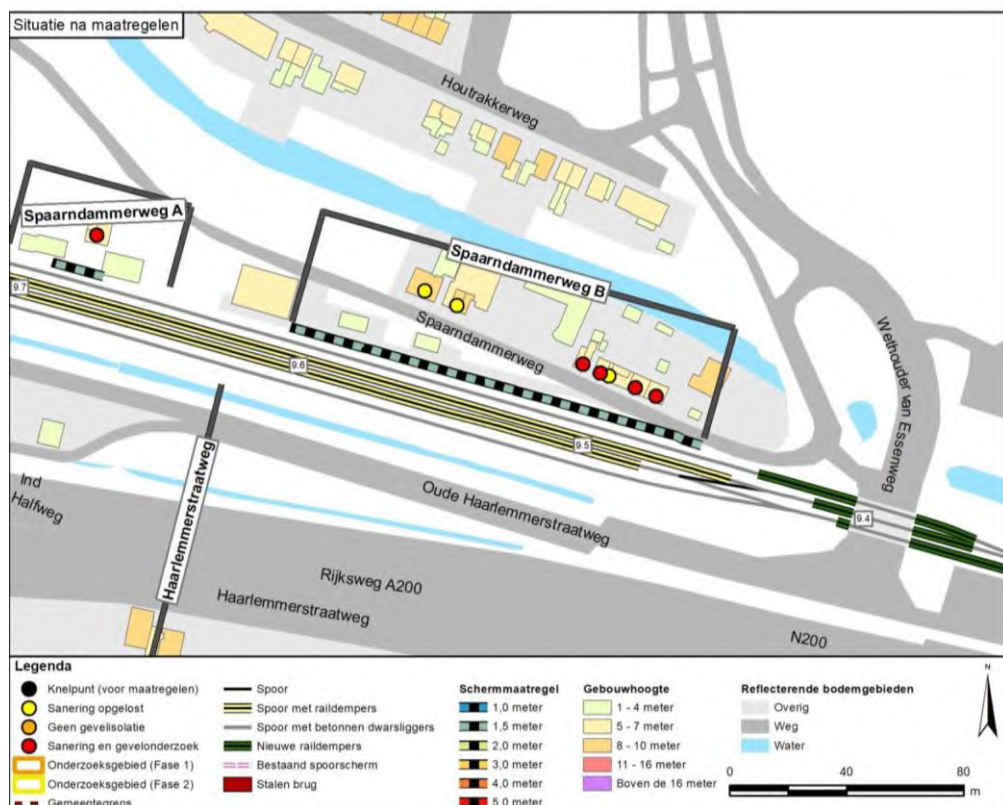 Situatie na maatregelen
Houtrakkerweg
Spaarndammerweg A
Spaarndammerweg B
9.7
Spaarndammerweg
Wethouder van Essenweg
9.6
9.5
9.4
Ind
Halfweg
Haarlemmerstraatweg
Oude Haarlemmerstraatweg
Rijksweg A200
Haarlemmerstraatweg
N200
Legenda
Knelpunt (voor maatregelen)
Sanering opgelost
Geen gevelisolatie
Sanering en gevelonderzoek
Onderzoeksgebied (Fase 1)
Onderzoeksgebied (Fase 2)
Gemeentegrens
Spoor
Spoor met raildempers
Spoor met betonnen dwarsliggers
Nieuwe raildempers
Bestaand spoorscherm
Stalen brug
Schermmaatregel
1,0 meter
1,5 meter
2,0 meter
3,0 meter
4,0 meter
5,0 meter
Gebouwhoogte
1 - 4 meter
5 - 7 meter
8 - 10 meter
11 - 16 meter
Boven de 16 meter
Reflecterende bodemgebieden
Overig
Weg
Water
N
0 40 80
m